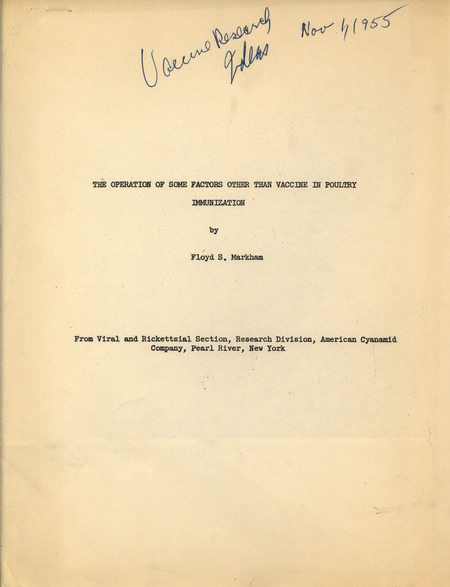 Vaccine Research
Ideas
Nov 1, 1955
THE OPERATION OF SOME FACTORS OTHER THAN VACCINE IN POULTRY
IMMUNIZATION
by
Floyd S. Markham
From Viral and Rickettsial Section, Research Division, American Cyanamid
Company, Pearl River, New York